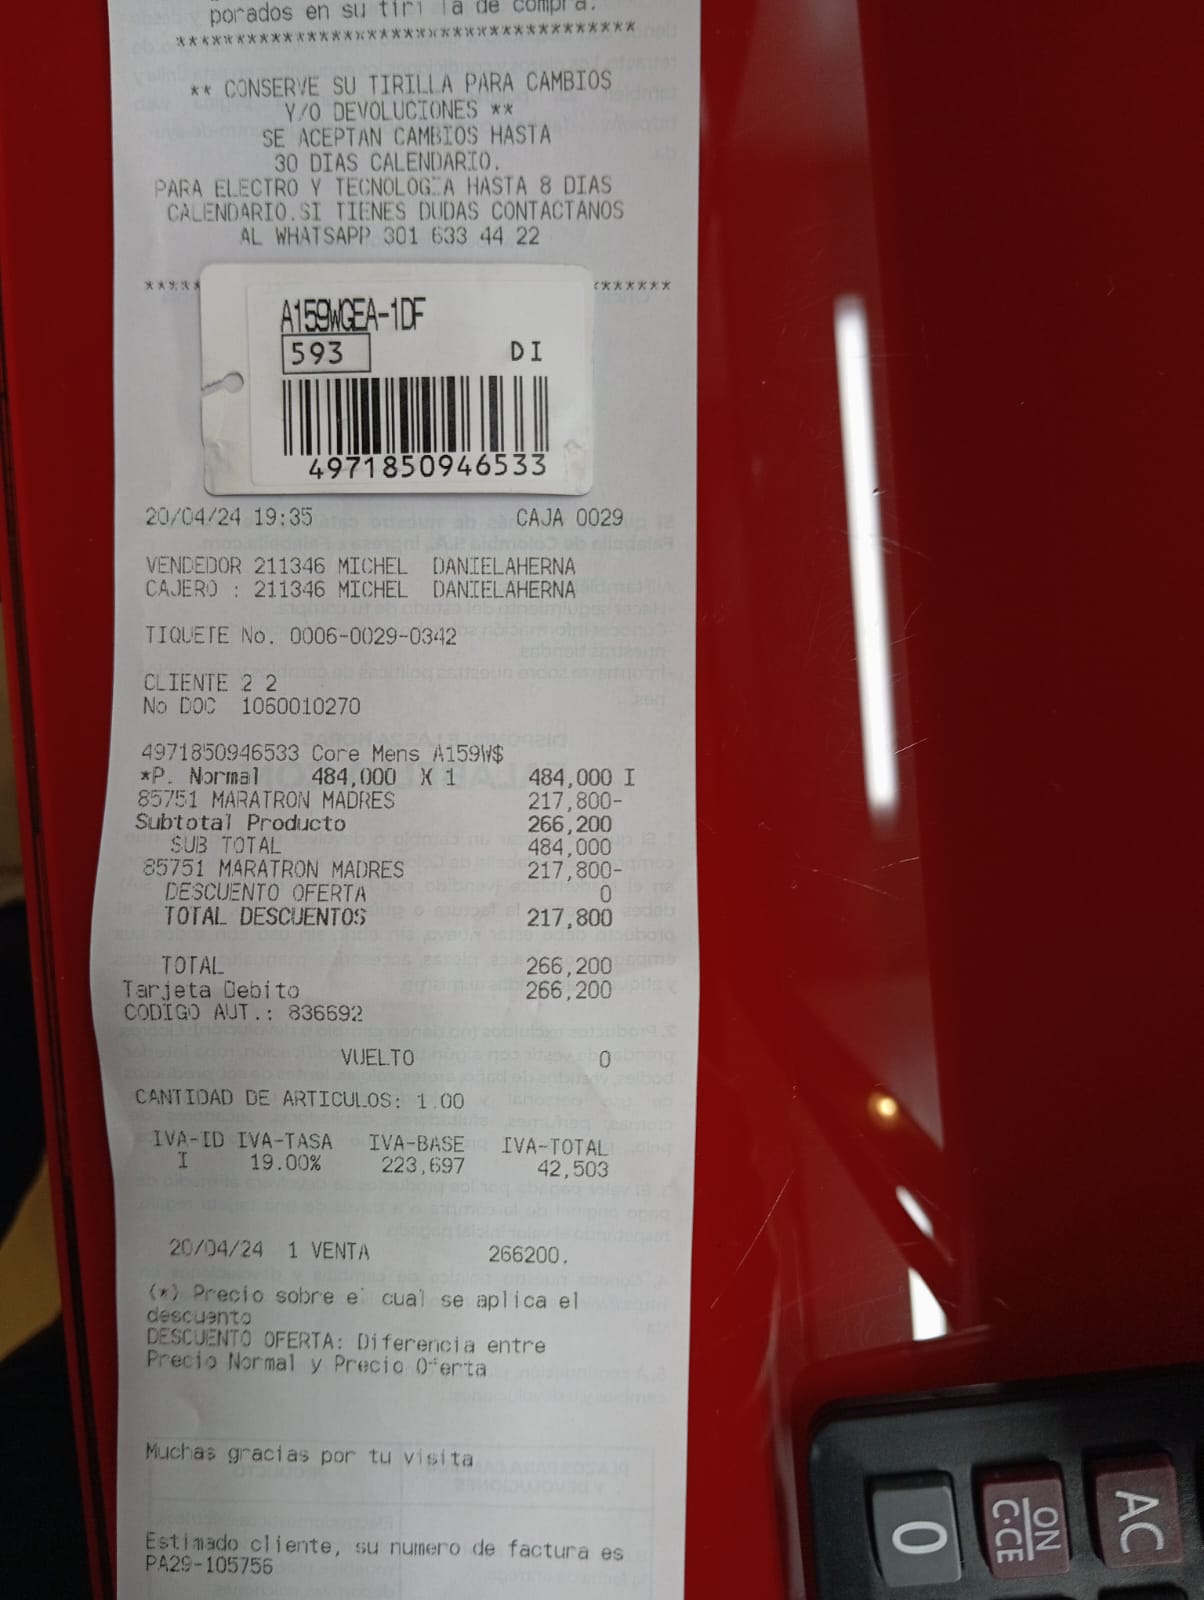 porados en su tirilla de compra.
************************************
** CONSERVE SU TIRILLA PARA CAMBIOS
Y/O DEVOLUCIONES **
SE ACEPTAN CAMBIOS HASTA
30 DIAS CALENDARIO.
PARA ELECTRO Y TECNOLOGIA HASTA 8 DIAS
CALENDARIO.SI TIENES DUDAS CONTACTANOS
AL WHATSAPP 301 633 44 22
A159WGEA-1DF
593 DI
4971850946533
20/04/24 19:35 CAJA 0029
VENDEDOR 211346 MICHEL DANIELAHERNA
CAJERO : 211346 MICHEL DANIELAHERNA
TIQUETE No. 0006-0029-0342
CLIENTE 2 2
No DOC 1060010270
4971850946533 Core Mens A159W$
*P. Normal 484,000 X 1 484,000 I
85751 MARATRON MADRES 217,800-
Subtotal Producto 266,200
SUB TOTAL 484,000
85751 MARATRON MADRES 217,800-
DESCUENTO OFERTA 0
TOTAL DESCUENTOS 217,800
TOTAL 266,200
Tarjeta Debito 266,200
CODIGO AUT.: 836692
VUELTO 0
CANTIDAD DE ARTICULOS: 1.00
IVA-ID IVA-TASA IVA-BASE IVA-TOTAL
I 19.00% 223,697 42,503
20/04/24 1 VENTA 266200.
(*) Precio sobre el cual se aplica el
descuento
DESCUENTO OFERTA: Diferencia entre
Precio Normal y Precio Oferta
Muchas gracias por tu visita
Estimado cliente, su numero de factura es
PA29-105756
0
ON
C·CE
AC